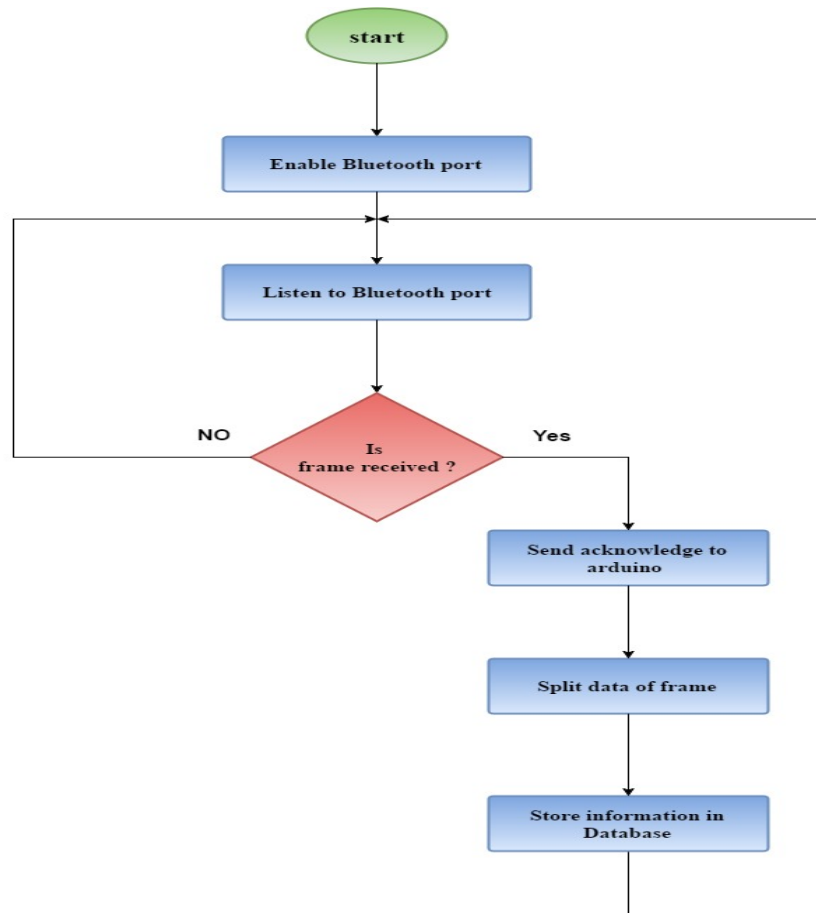 start
Enable Bluetooth port
Listen to Bluetooth port
NO
Yes
Is
frame received ?
Send acknowledge to
arduino
Split data of frame
Store information in
Database